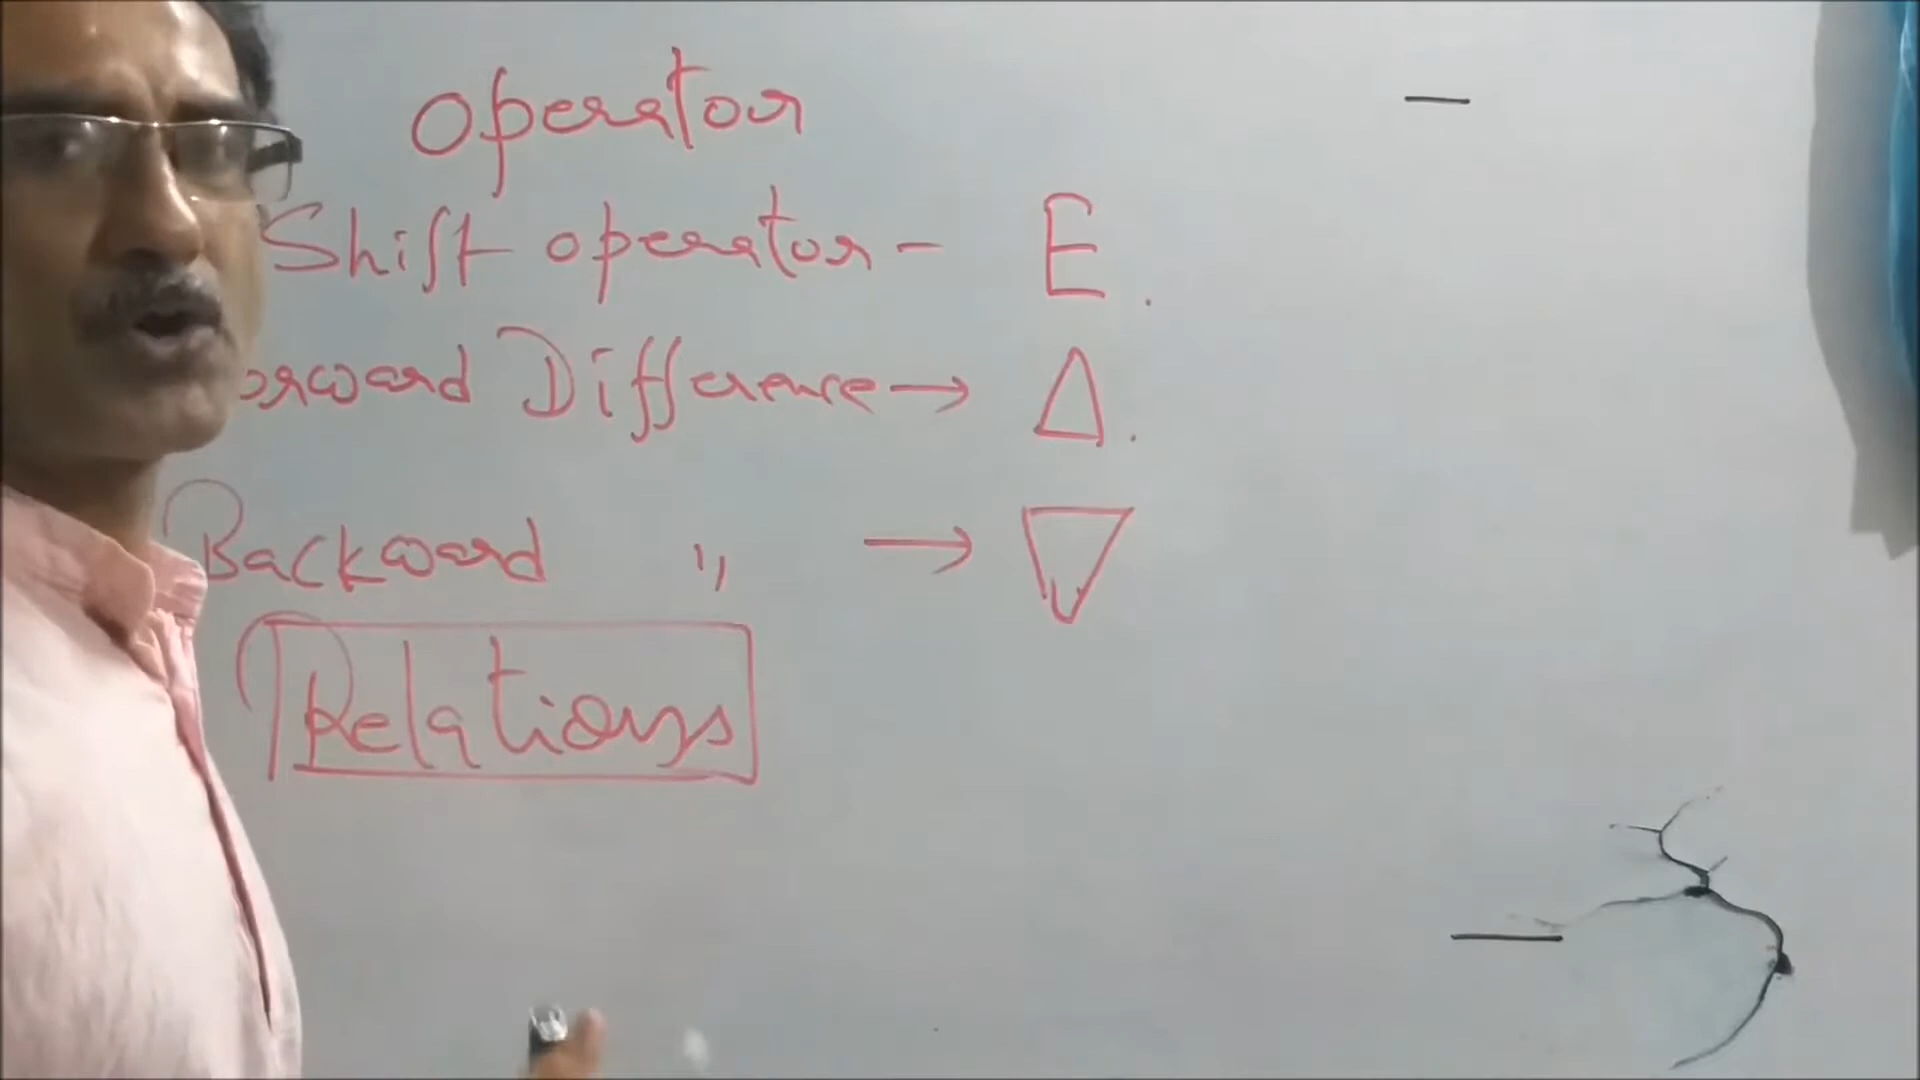 operator
Shift operator - E.
orward Difference → Δ.
Backward " → ▽
Relations